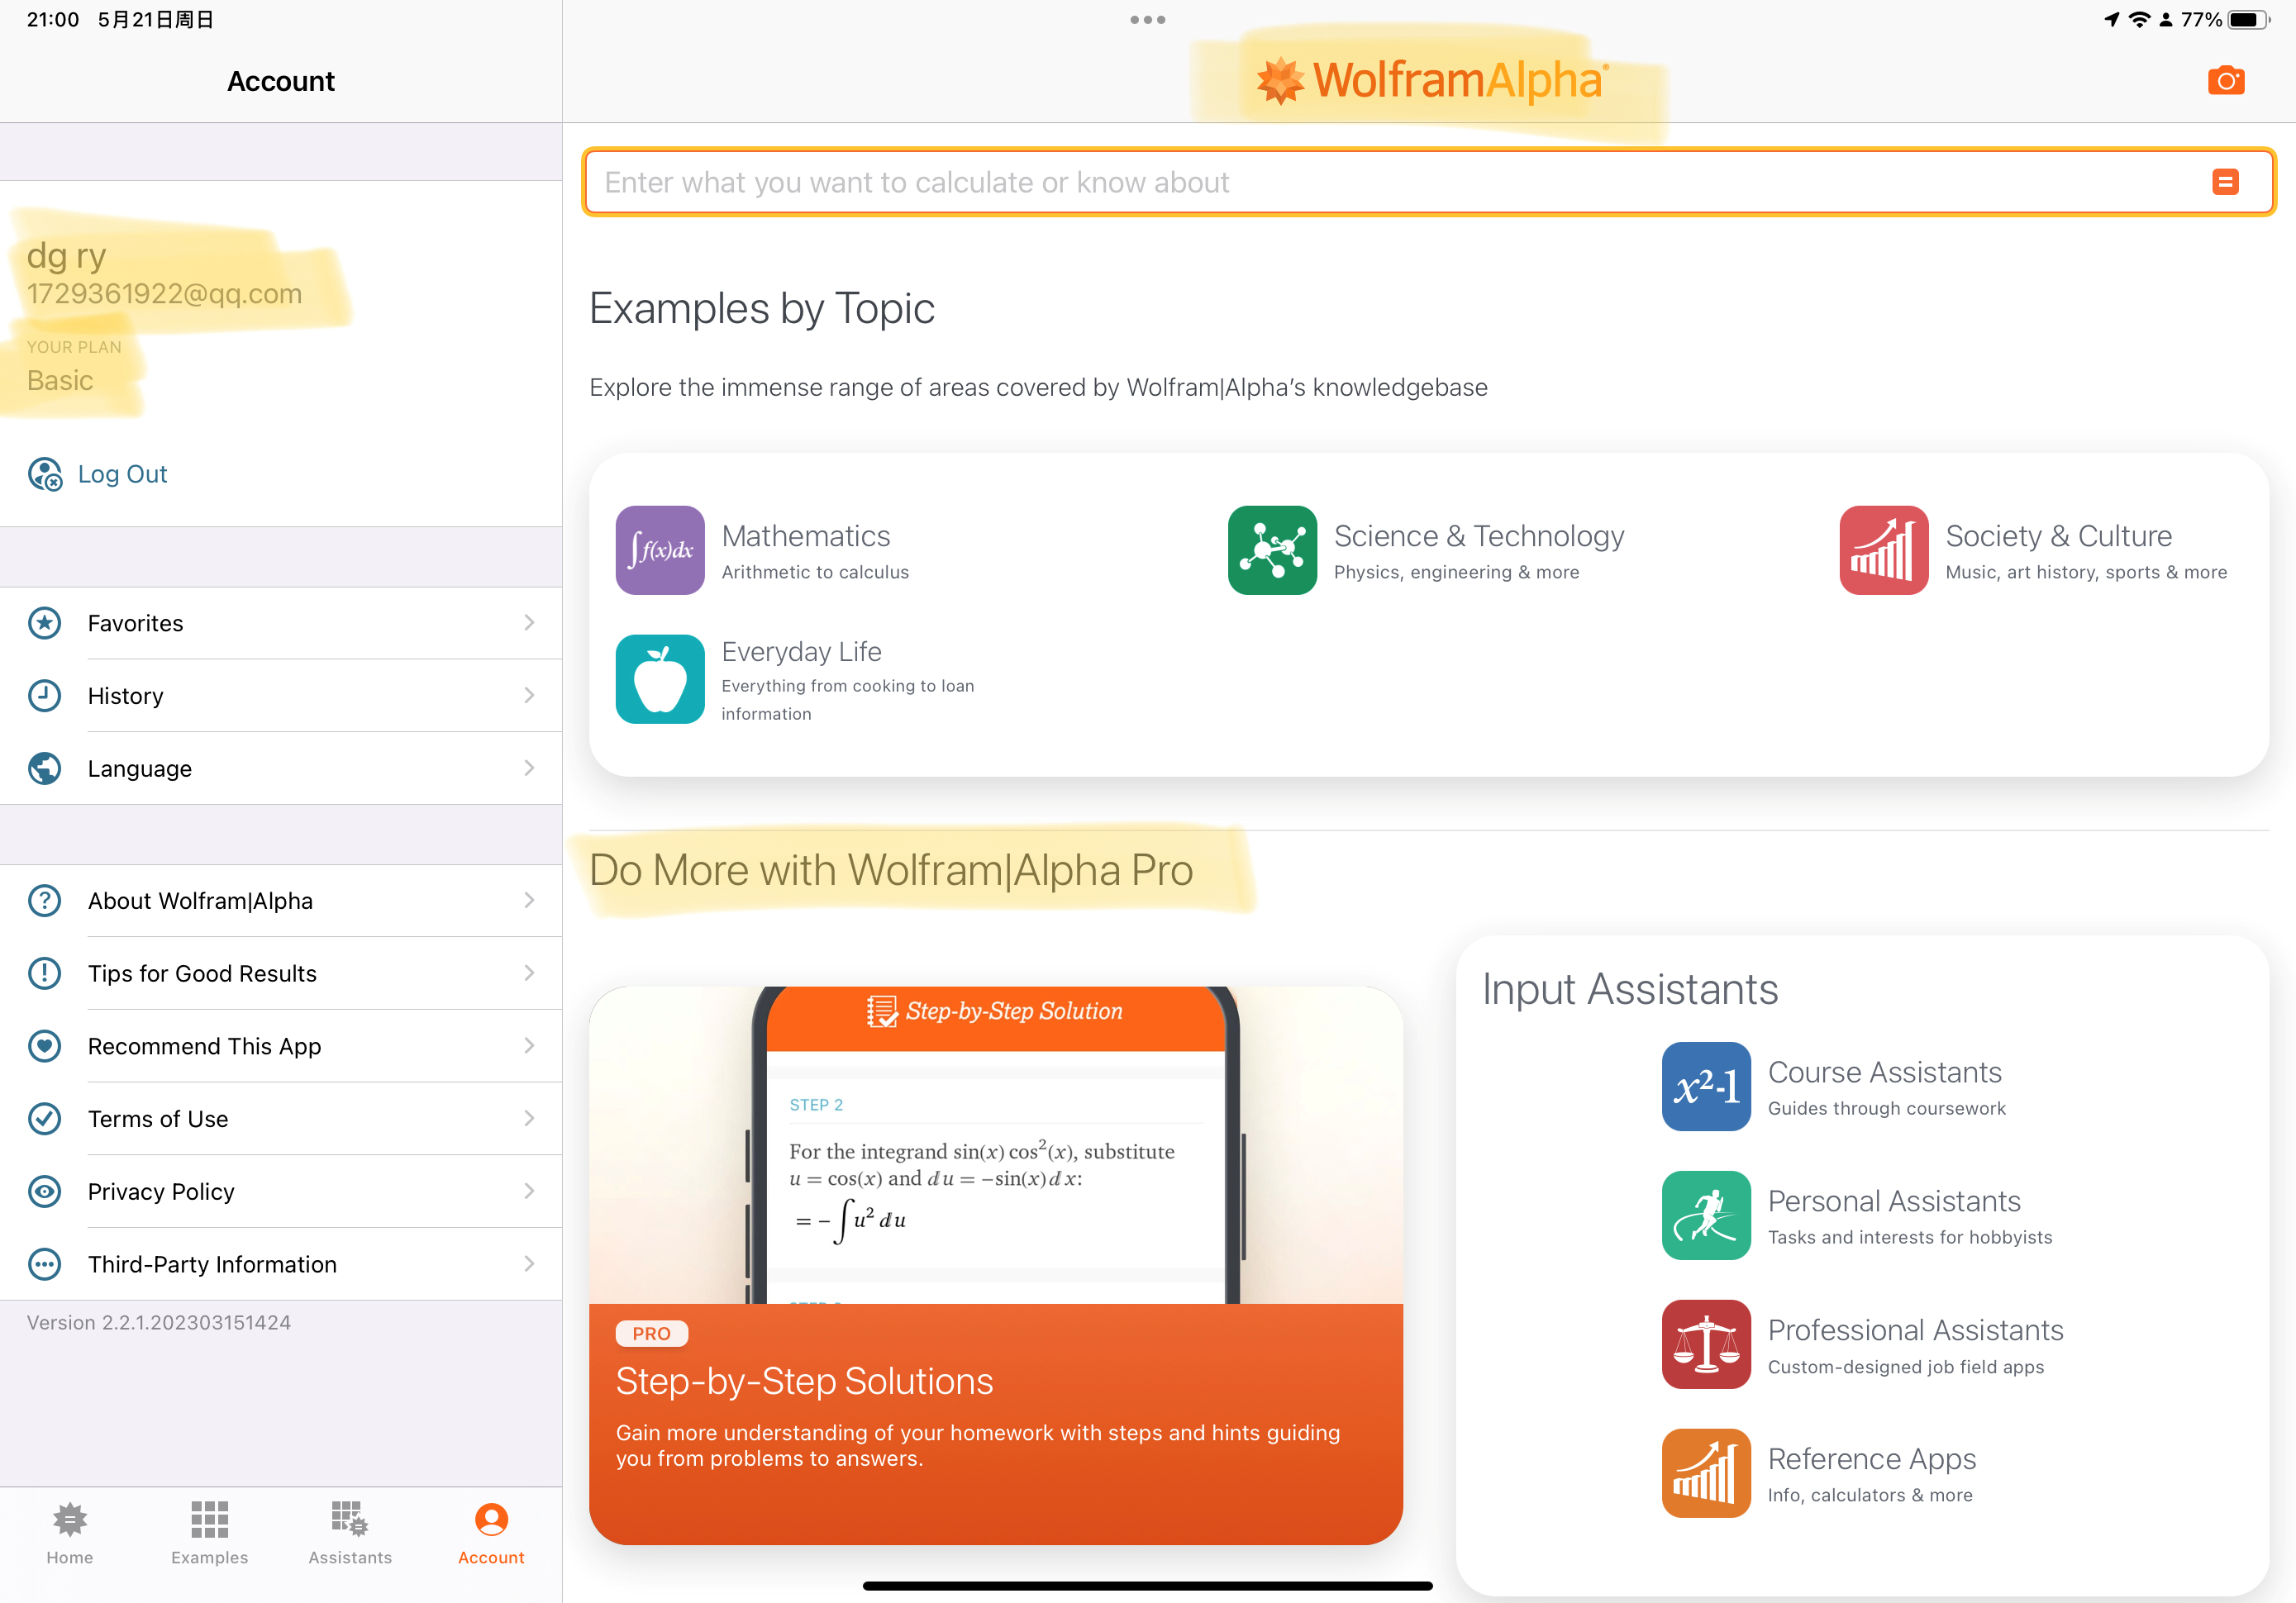 21:00 5月21日周日
77%
Account
WolframAlpha
dg ry
1729361922@qq.com
YOUR PLAN
Basic
Log Out
Favorites
History
Language
About Wolfram|Alpha
Tips for Good Results
Recommend This App
Terms of Use
Privacy Policy
Third-Party Information
Version 2.2.1.202303151424
Home
Examples
Assistants
Account
Enter what you want to calculate or know about
Examples by Topic
Explore the immense range of areas covered by Wolfram|Alpha’s knowledgebase
∫f(x)dx
Mathematics
Arithmetic to calculus
Science & Technology
Physics, engineering & more
Society & Culture
Music, art history, sports & more
Everyday Life
Everything from cooking to loan
information
Do More with Wolfram|Alpha Pro
Step-by-Step Solution
STEP 2
For the integrand sin(x) cos²(x), substitute
u = cos(x) and du = −sin(x) dx:
= − ∫u² du
PRO
Step-by-Step Solutions
Gain more understanding of your homework with steps and hints guiding
you from problems to answers.
Input Assistants
x²-1
Course Assistants
Guides through coursework
Personal Assistants
Tasks and interests for hobbyists
Professional Assistants
Custom-designed job field apps
Reference Apps
Info, calculators & more